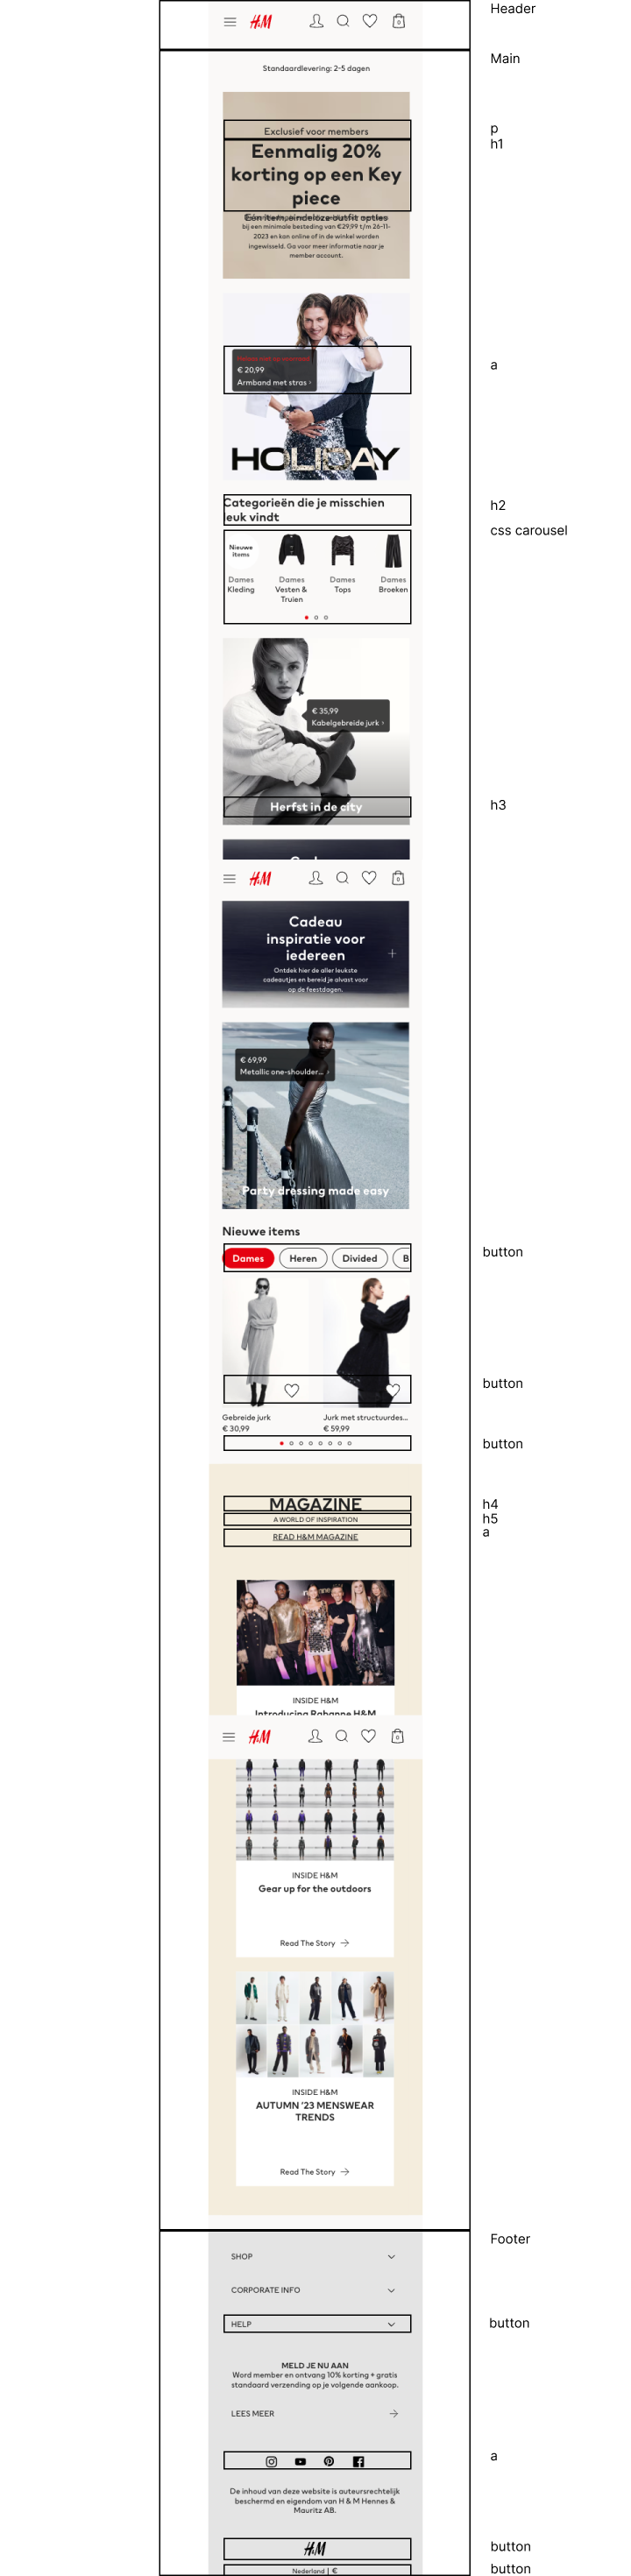 H&M
0
Header
Main
Standaardlevering: 2-5 dagen
Exclusief voor members
p
Eenmalig 20%
korting op een Key
piece
h1
Eén item, eindeloze outfit opties
bij een minimale besteding van €29,99 t/m 26-11-
2023 en kan online of in de winkel worden
ingewisseld. Ga voor meer informatie naar je
member account.
a
€ 20,99
Armband met stras ›
HOLIDAY
Categorieën die je misschien
leuk vindt
h2
css carousel
Nieuwe
items
Dames
Kleding
Dames
Vesten &
Truien
Dames
Tops
Dames
Broeken
€ 35,99
Kabelgebreide jurk ›
Herfst in de city
h3
H&M
0
Cadeau
inspiratie voor
iedereen
Ontdek hier de aller leukste
cadeautjes en bereid je alvast voor
op de feestdagen.
€ 69,99
Metallic one-shoulder... ›
Party dressing made easy
Nieuwe items
Dames
Heren
Divided
B
button
button
Gebreide jurk
€ 30,99
Jurk met structuurdes...
€ 59,99
button
MAGAZINE
h4
A WORLD OF INSPIRATION
h5
READ H&M MAGAZINE
a
INSIDE H&M
Introducing Rabanne H&M
H&M
0
INSIDE H&M
Gear up for the outdoors
Read The Story
INSIDE H&M
AUTUMN '23 MENSWEAR
TRENDS
Read The Story
Footer
SHOP
CORPORATE INFO
HELP
button
MELD JE NU AAN
Word member en ontvang 10% korting + gratis
standaard verzending op je volgende aankoop.
LEES MEER
a
De inhoud van deze website is auteursrechtelijk
beschermd en eigendom van H & M Hennes &
Mauritz AB.
H&M
button
Nederland | €
button